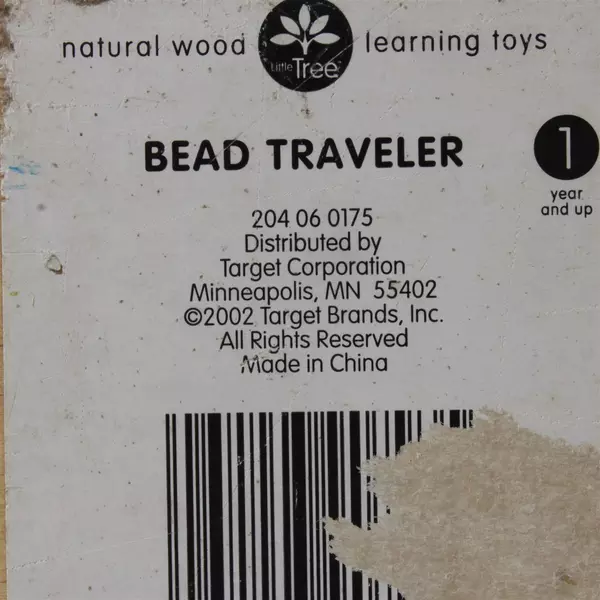 natural wood Little Tree™ learning toys
BEAD TRAVELER
1
year
and up
204 06 0175
Distributed by
Target Corporation
Minneapolis, MN 55402
©2002 Target Brands, Inc.
All Rights Reserved
Made in China